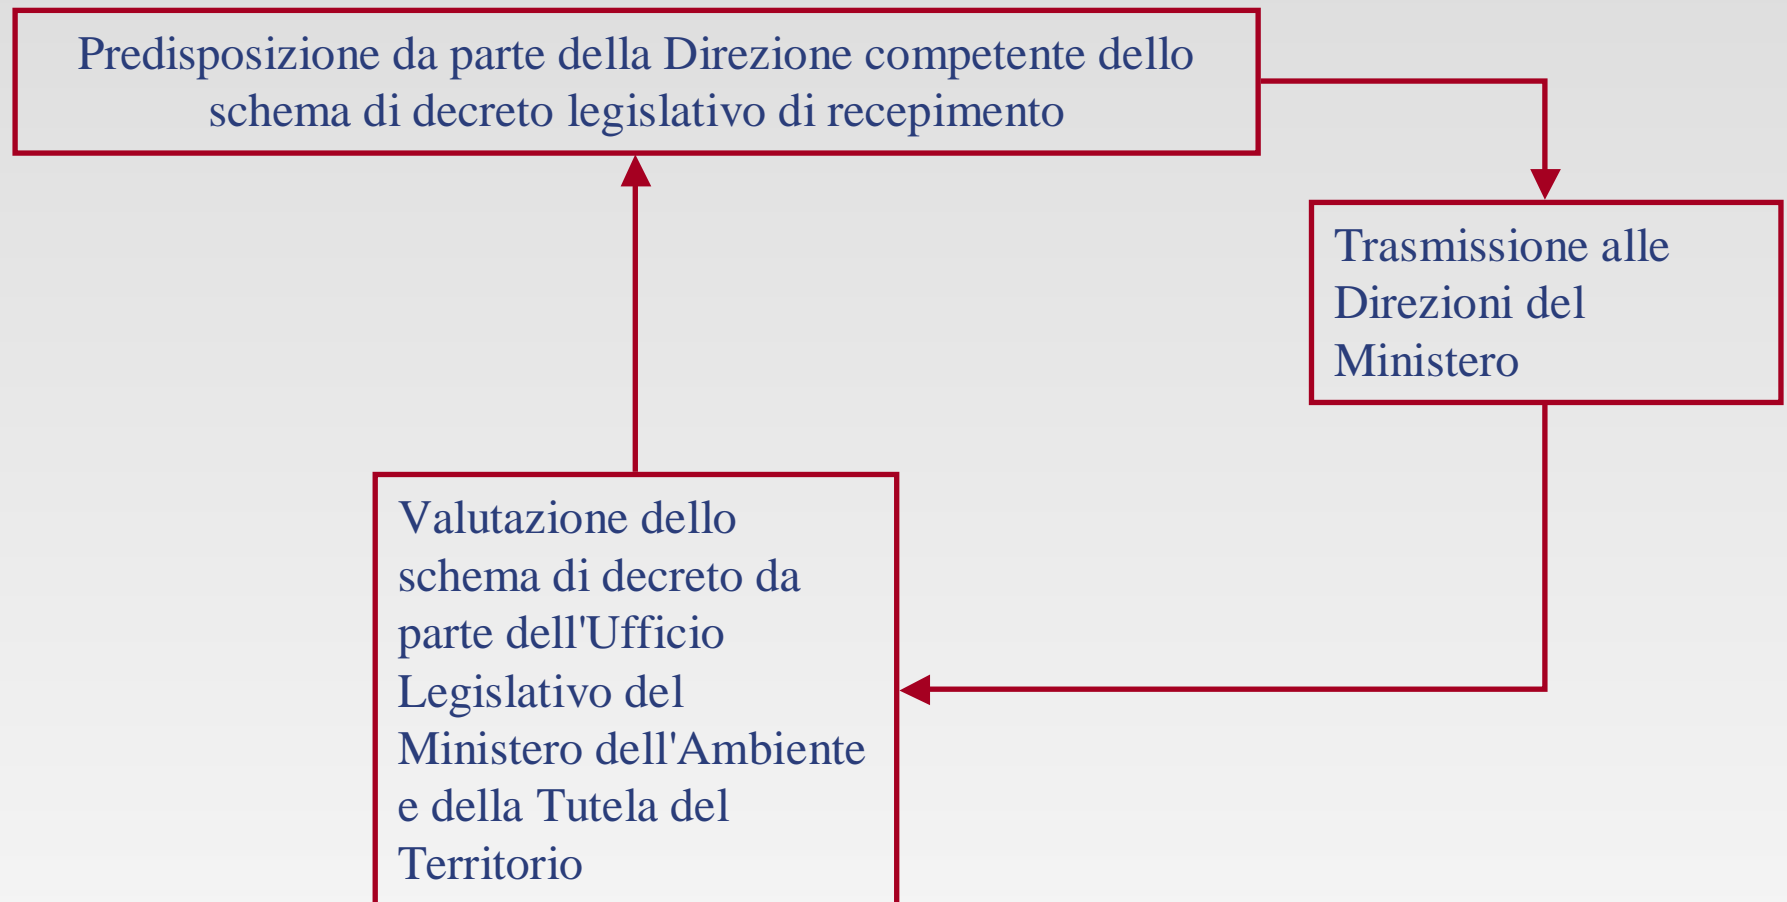 Predisposizione da parte della Direzione competente dello
schema di decreto legislativo di recepimento
Trasmissione alle
Direzioni del
Ministero
Valutazione dello
schema di decreto da
parte dell'Ufficio
Legislativo del
Ministero dell'Ambiente
e della Tutela del
Territorio